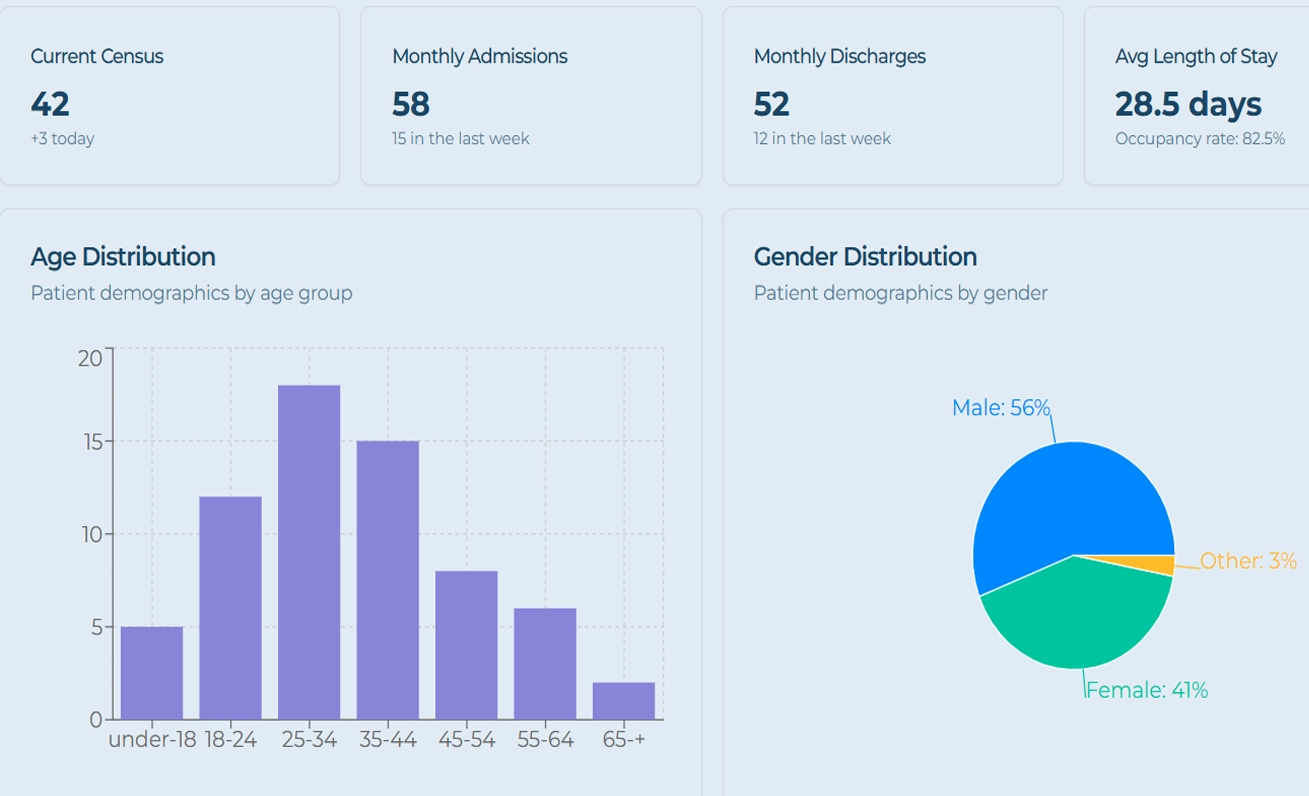 Current Census
42
+3 today
Monthly Admissions
58
15 in the last week
Monthly Discharges
52
12 in the last week
Avg Length of Stay
28.5 days
Occupancy rate: 82.5%
Age Distribution
Patient demographics by age group
20
15
10
5
0
under-18 18-24 25-34 35-44 45-54 55-64 65-+
Gender Distribution
Patient demographics by gender
Male: 56%
Other: 3%
Female: 41%